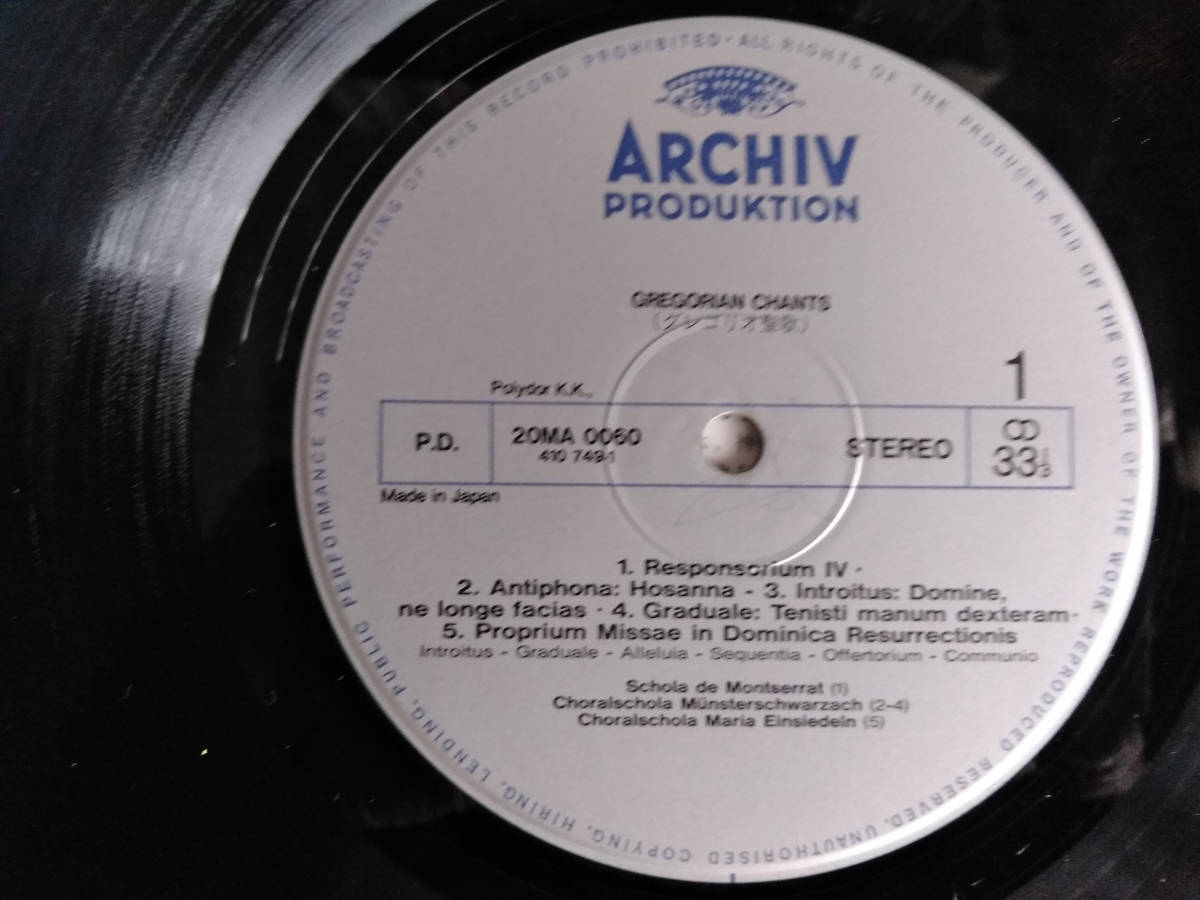 ARCHIV
PRODUKTION
GREGORIAN CHANTS
(グレゴリオ聖歌)
Polydor K.K.,
1
P.D.
20MA 0060
410 749-1
STEREO
33 1/3
Made in Japan
1. Responsorium IV ·
2. Antiphona: Hosanna - 3. Introitus: Domine,
ne longe facias · 4. Graduale: Tenisti manum dexteram·
5. Proprium Missae in Dominica Resurrectionis
Introitus - Graduale - Alleluia - Sequentia - Offertorium - Communio
Schola de Montserrat (1)
Choralschola Münsterschwarzach (2-4)
Choralschola Maria Einsiedeln (5)
ALL RIGHTS OF THE PRODUCER AND OF THE OWNER OF THE WORK REPRODUCED RESERVED. UNAUTHORISED COPYING, HIRING, LENDING, PUBLIC PERFORMANCE AND BROADCASTING OF THIS RECORD PROHIBITED·